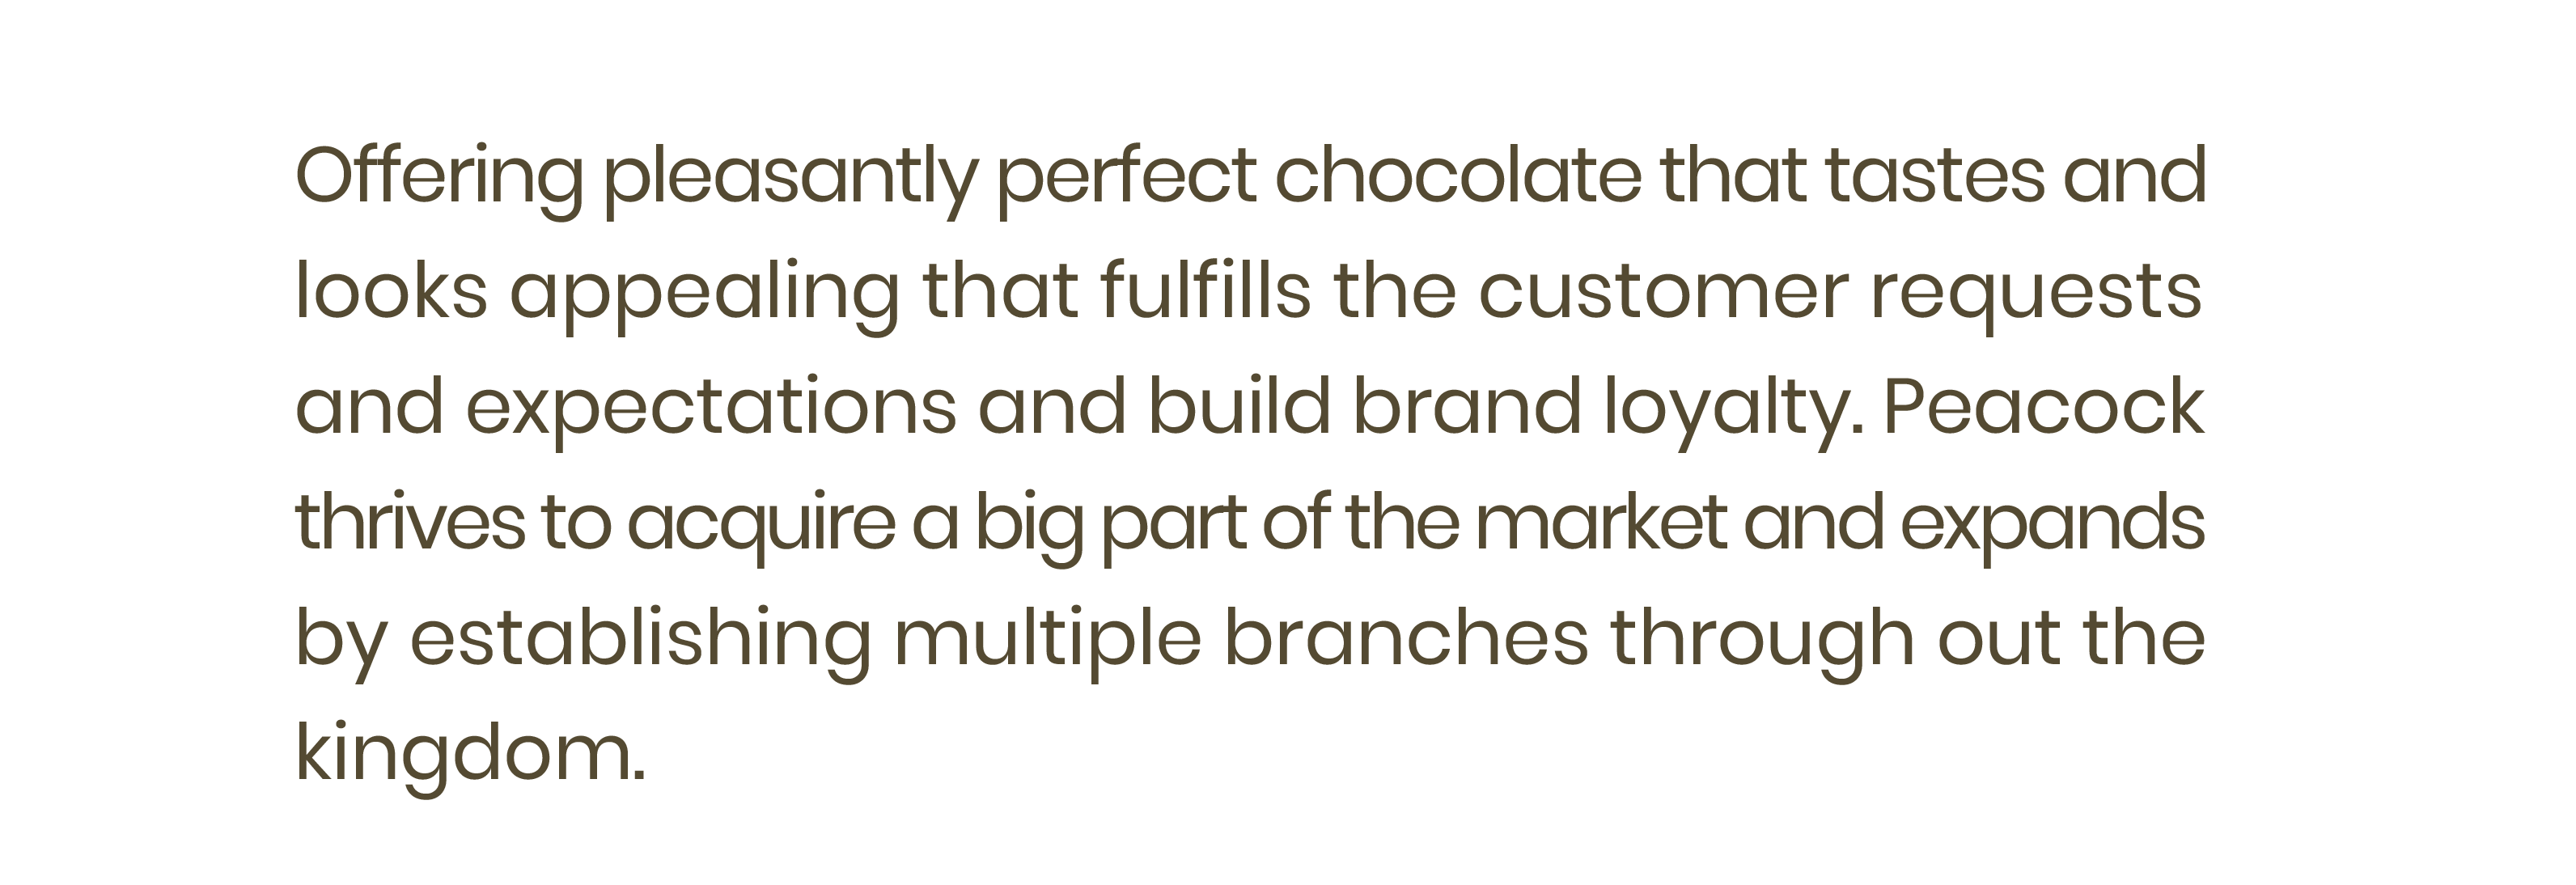 Offering pleasantly perfect chocolate that tastes and
looks appealing that fulfills the customer requests
and expectations and build brand loyalty. Peacock
thrives to acquire a big part of the market and expands
by establishing multiple branches through out the
kingdom.